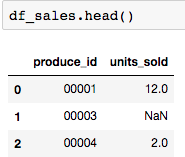 df_sales.head()
produce_id units_sold
0 00001 12.0
1 00003 NaN
2 00004 2.0